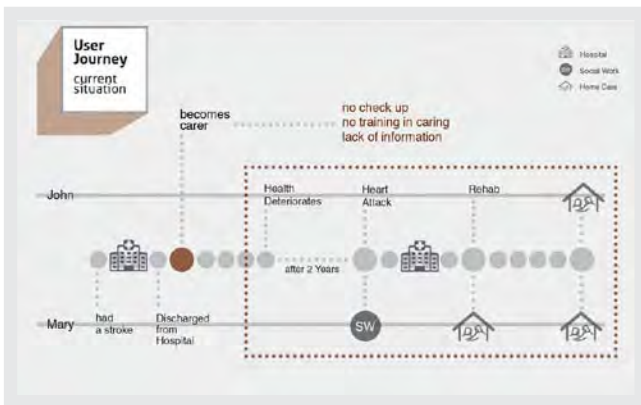 User
Journey
current
situation
Hospital
Social Work
Home Care
becomes
carer
no check up
no training in caring
lack of information
John
Health
Deteriorates
Heart
Attack
Rehab
after 2 Years
Mary
had
a stroke
Discharged
from
Hospital
SW
SW